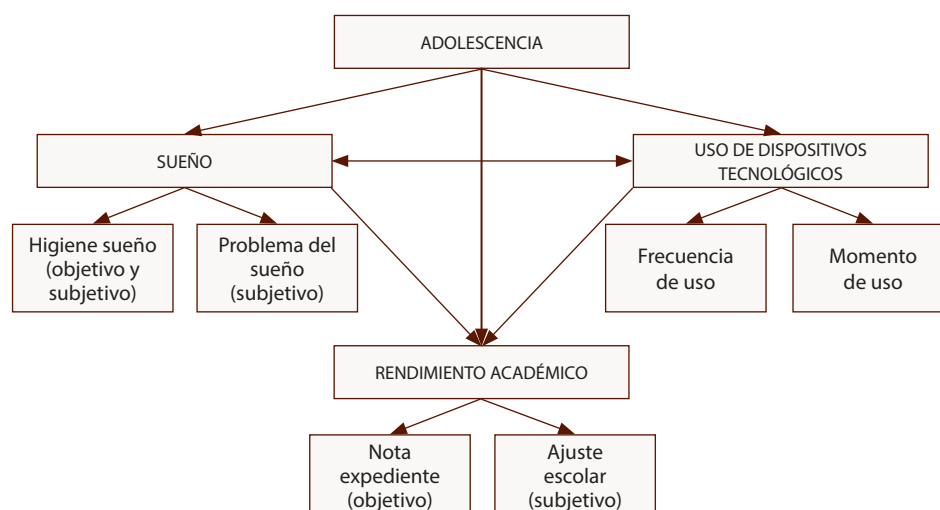 ADOLESCENCIA
SUEÑO
USO DE DISPOSITIVOS
TECNOLÓGICOS
Higiene sueño
(objetivo y
subjetivo)
Problema del
sueño
(subjetivo)
Frecuencia
de uso
Momento
de uso
RENDIMIENTO ACADÉMICO
Nota
expediente
(objetivo)
Ajuste
escolar
(subjetivo)